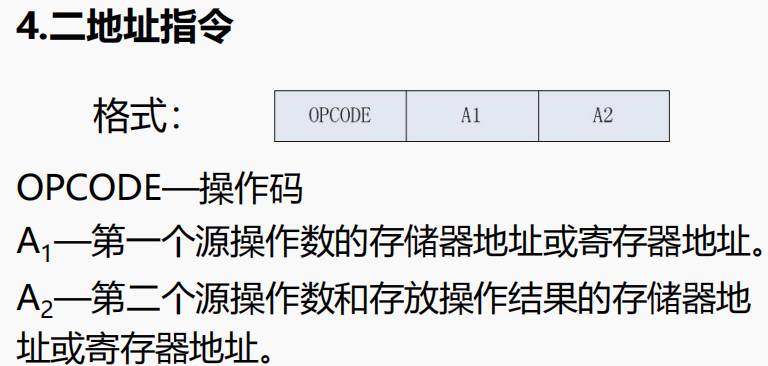 4.二地址指令
格式： OPCODE A1 A2
OPCODE—操作码
A₁—第一个源操作数的存储器地址或寄存器地址。
A₂—第二个源操作数和存放操作结果的存储器地
址或寄存器地址。